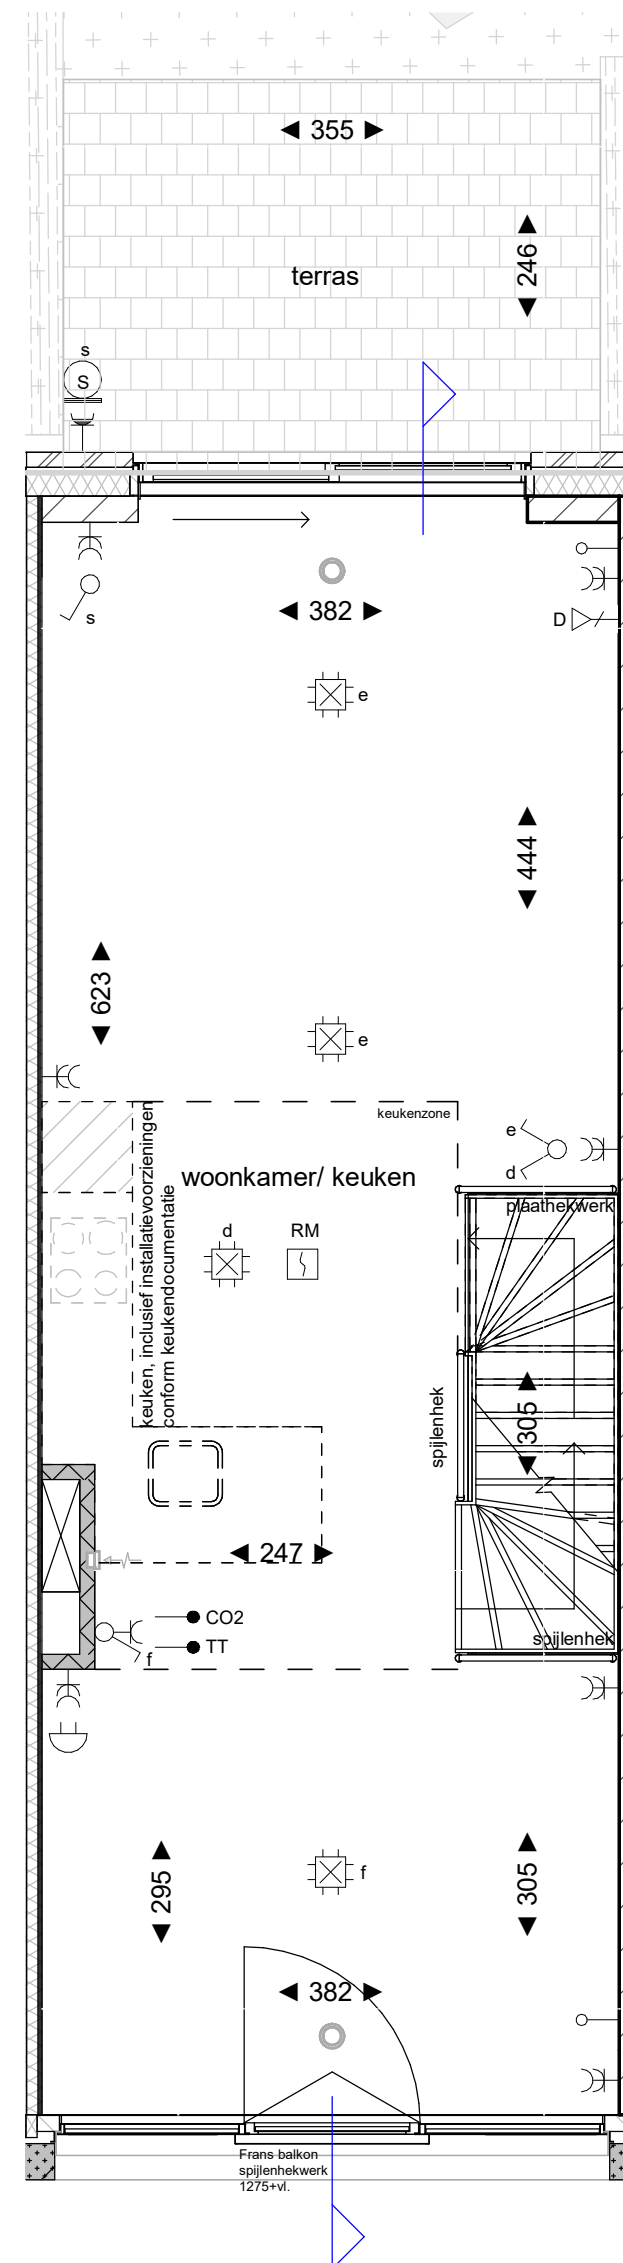 355
246
terras
s
S
s
382
D
e
444
623
e
keukenzone
e
d
woonkamer/ keuken
plaathekwerk
d
RM
keuken, inclusief installatievoorzieningen
conform keukendocumentatie
305
spijlenhek
247
CO2
TT
f
spijlenhek
295
f
305
382
Frans balkon
spijlenhekwerk
1275+vl.